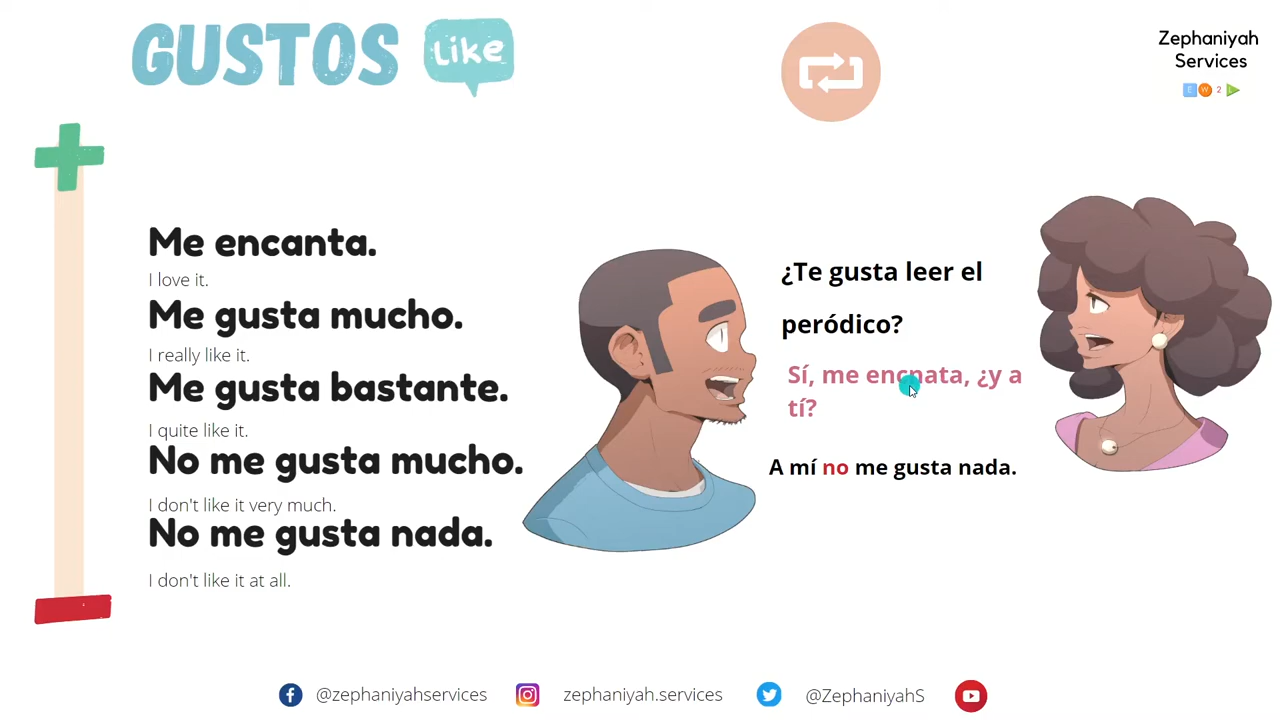 GUSTOS
like
Zephaniyah
Services
E W 2
Me encanta.
I love it.
Me gusta mucho.
I really like it.
Me gusta bastante.
I quite like it.
No me gusta mucho.
I don't like it very much.
No me gusta nada.
I don't like it at all.
¿Te gusta leer el
peródico?
Sí, me encnata, ¿y a
tí?
A mí no me gusta nada.
@zephaniyahservices
zephaniyah.services
@ZephaniyahS